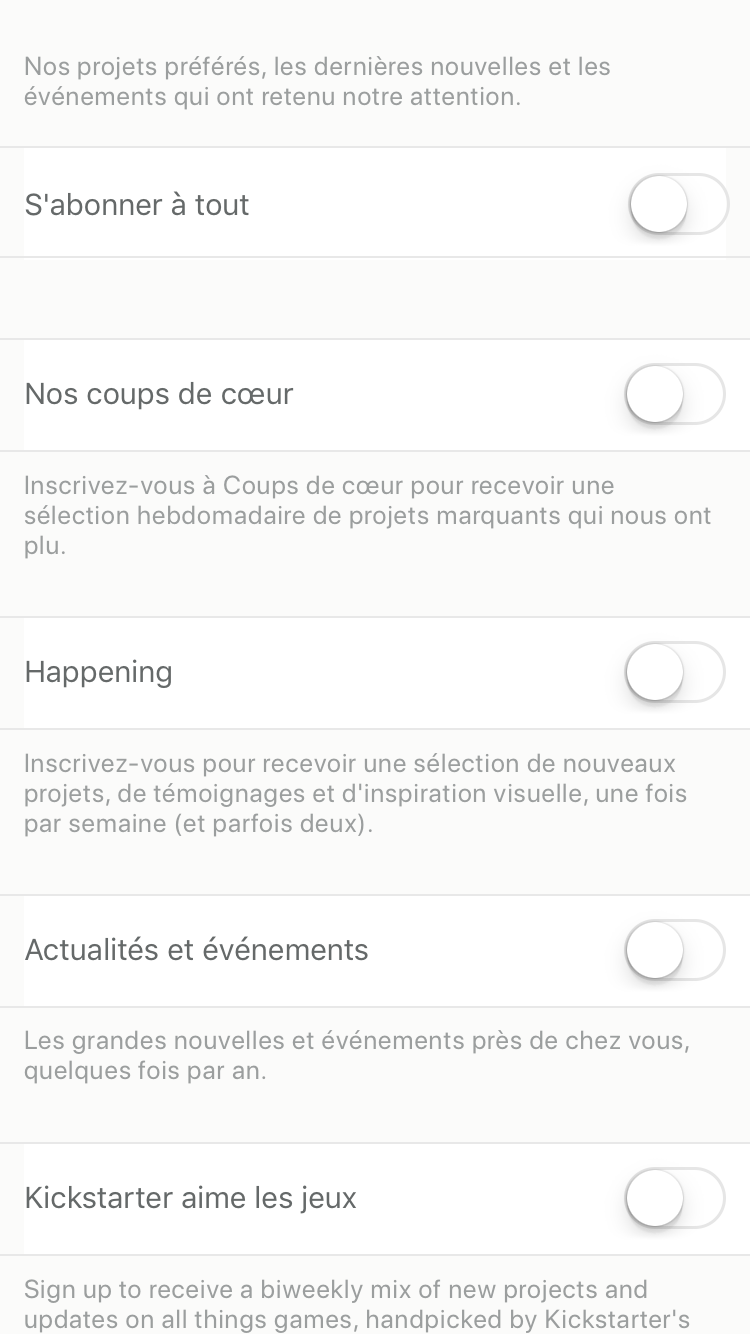 Nos projets préférés, les dernières nouvelles et les
événements qui ont retenu notre attention.
S'abonner à tout
Nos coups de cœur
Inscrivez-vous à Coups de cœur pour recevoir une
sélection hebdomadaire de projets marquants qui nous ont
plu.
Happening
Inscrivez-vous pour recevoir une sélection de nouveaux
projets, de témoignages et d'inspiration visuelle, une fois
par semaine (et parfois deux).
Actualités et événements
Les grandes nouvelles et événements près de chez vous,
quelques fois par an.
Kickstarter aime les jeux
Sign up to receive a biweekly mix of new projects and
updates on all things games, handpicked by Kickstarter's